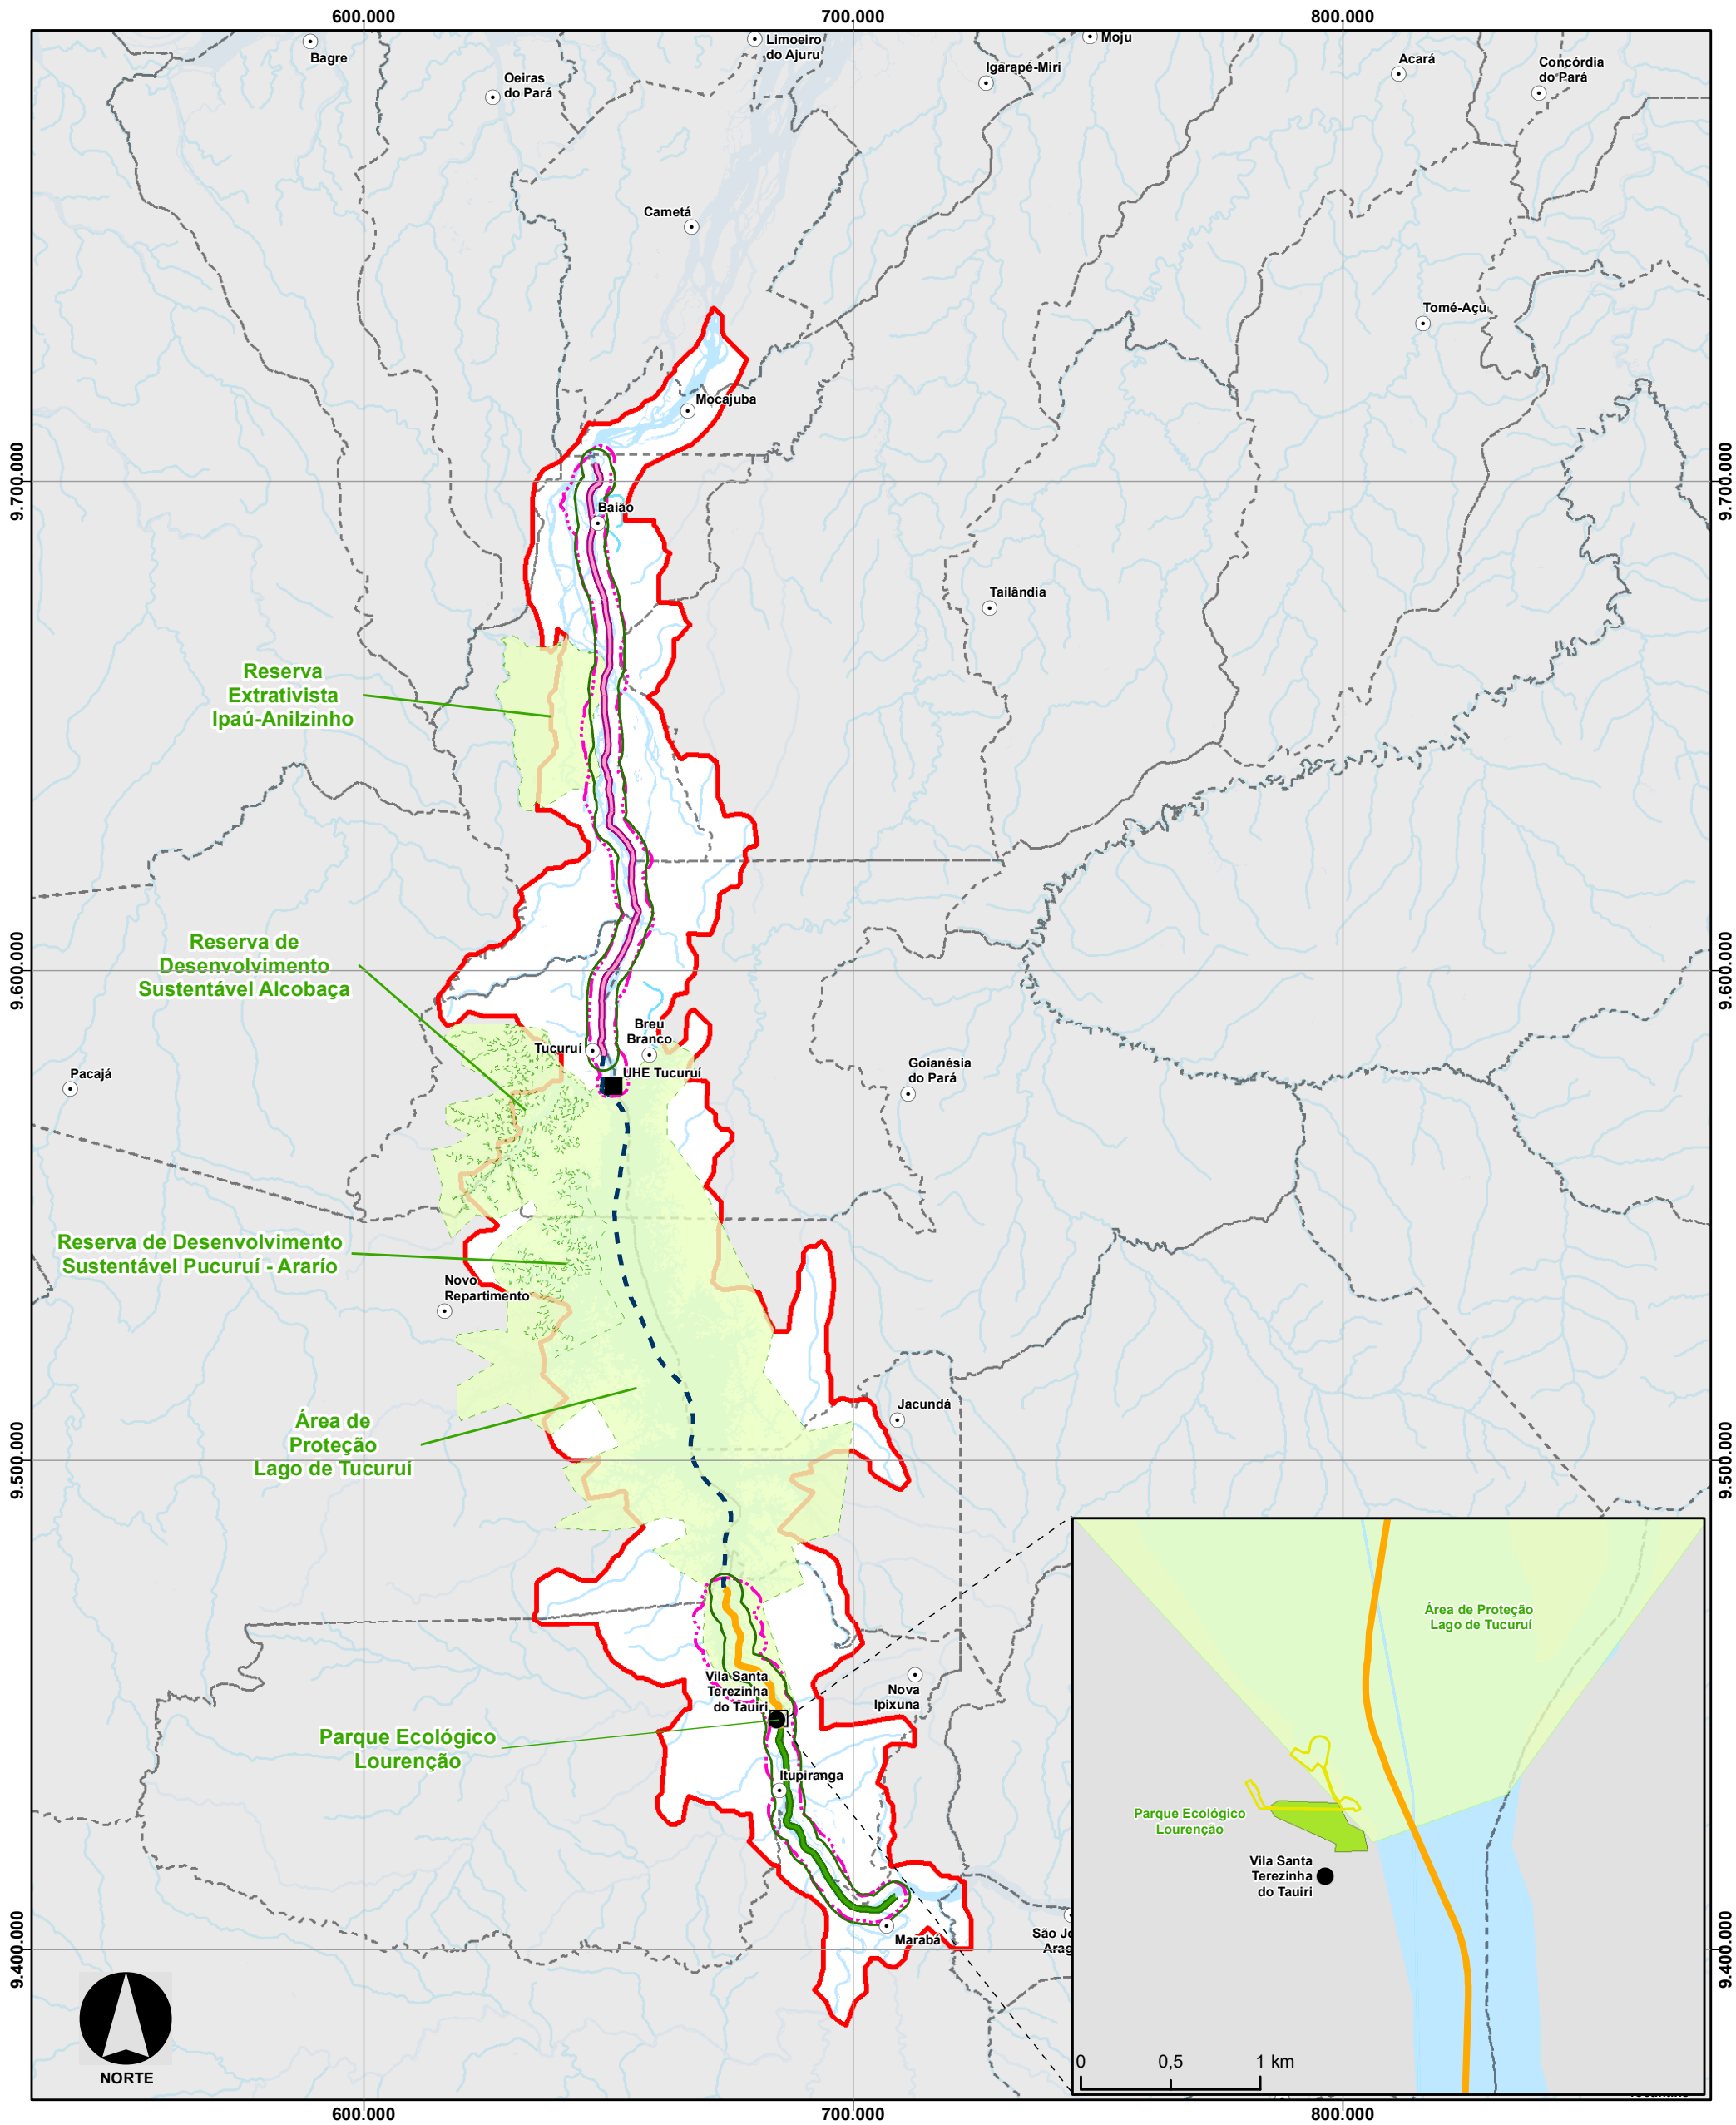 600.000
700.000
800.000
Bagre
Oeiras
do Pará
Limoeiro
do Ajuru
Moju
Igarapé-Miri
Acará
Concórdia
do Pará
Cametá
Tomé-Açu
Mocajuba
9.700.000
9.700.000
Baião
Tailândia
Reserva
Extrativista
Ipaú-Anilzinho
Reserva de
Desenvolvimento
Sustentável Alcobaça
9.600.000
9.600.000
Breu
Branco
Tucuruí
UHE Tucuruí
Pacajá
Goianésia
do Pará
Reserva de Desenvolvimento
Sustentável Pucuruí - Ararío
Novo
Repartimento
Área de
Proteção
Lago de Tucuruí
Jacundá
9.500.000
9.500.000
Vila Santa
Terezinha
do Tauiri
Nova
Ipixuna
Parque Ecológico
Lourenção
Itupiranga
Marabá
São Jo
Arag
9.400.000
9.400.000
Área de Proteção
Lago de Tucuruí
Parque Ecológico
Lourenção
Vila Santa
Terezinha
do Tauiri
0
0,5
1 km
NORTE
600.000
700.000
800.000